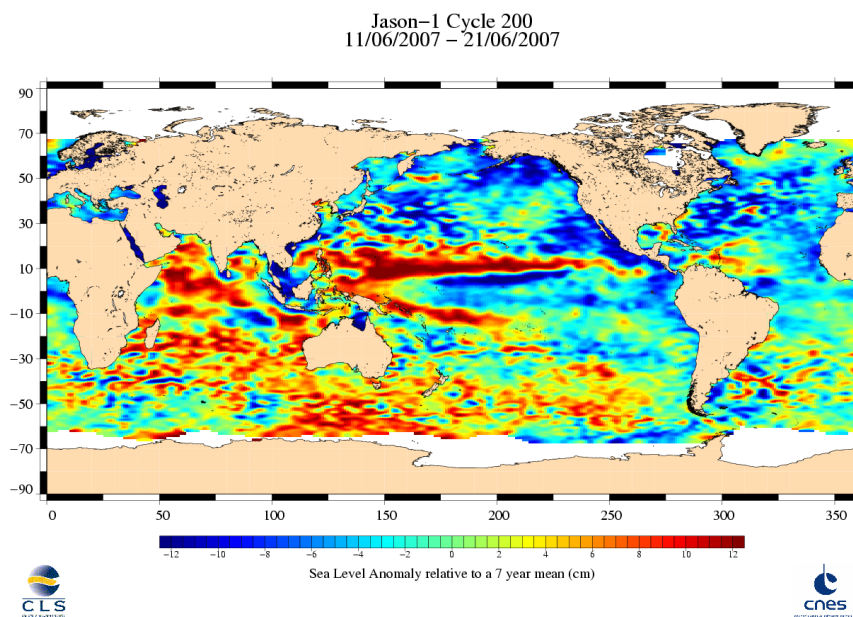 Jason−1 Cycle 200
11/06/2007 − 21/06/2007
90
70
50
30
10
−10
−30
−50
−70
−90
0 50 100 150 200 250 300 350
−12 −10 −8 −6 −4 −2 0 2 4 6 8 10 12
Sea Level Anomaly relative to a 7 year mean (cm)
CLS
cnes